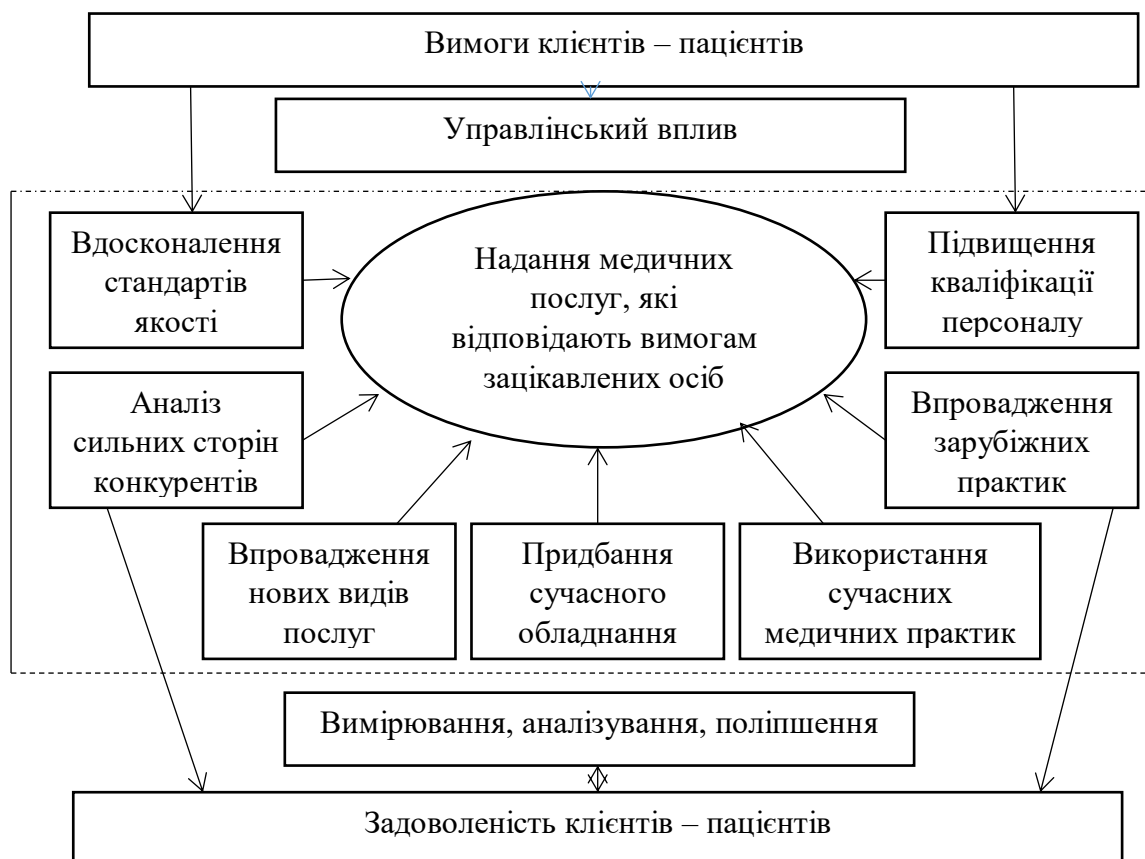 Вимоги клієнтів – пацієнтів
Управлінський вплив
Вдосконалення
стандартів
якості
Надання медичних
послуг, які
відповідають вимогам
зацікавлених осіб
Підвищення
кваліфікації
персоналу
Аналіз
сильних сторін
конкурентів
Впровадження
зарубіжних
практик
Впровадження
нових видів
послуг
Придбання
сучасного
обладнання
Використання
сучасних
медичних практик
Вимірювання, аналізування, поліпшення
Задоволеність клієнтів – пацієнтів